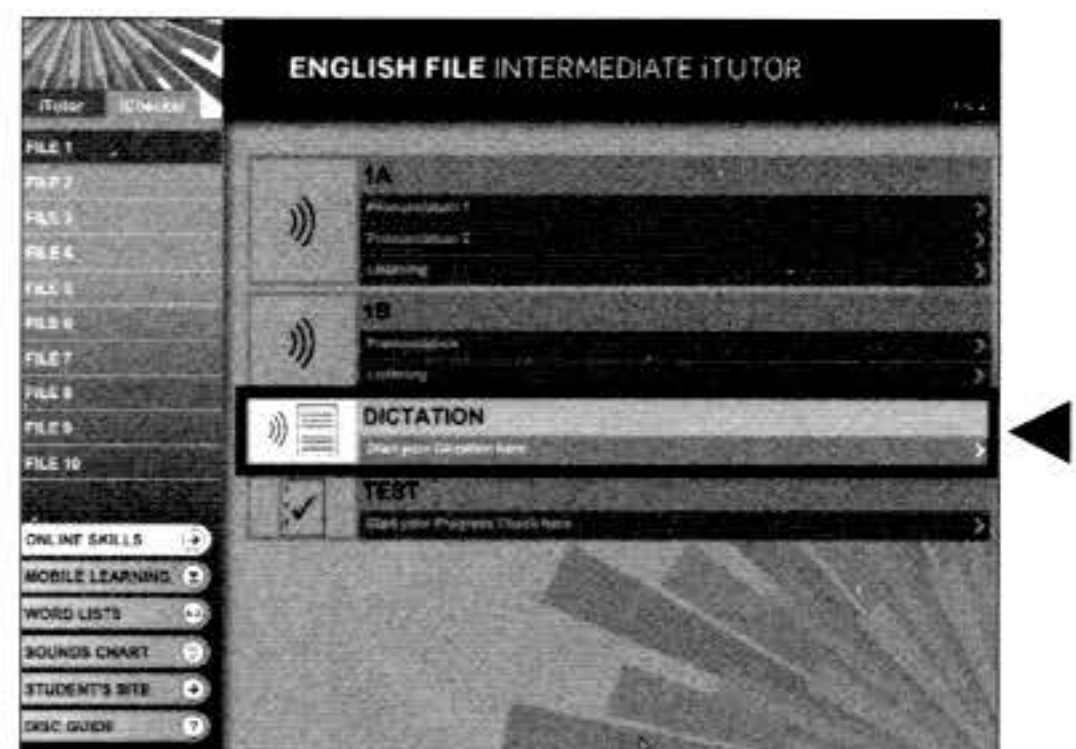 ENGLISH FILE INTERMEDIATE iTUTOR
iTutor iChecker
FILE 1
FILE 2
FILE 3
FILE 4
FILE 5
FILE 6
FILE 7
FILE 8
FILE 9
FILE 10
ONLINE SKILLS
MOBILE LEARNING
WORD LISTS
SOUNDS CHART
STUDENT'S SITE
DISC GUIDE
?
1A
Pronunciation 1
Pronunciation 2
Listening
1B
Pronunciation
Listening
DICTATION
Start your Dictation here
TEST
Start your Progress Check here